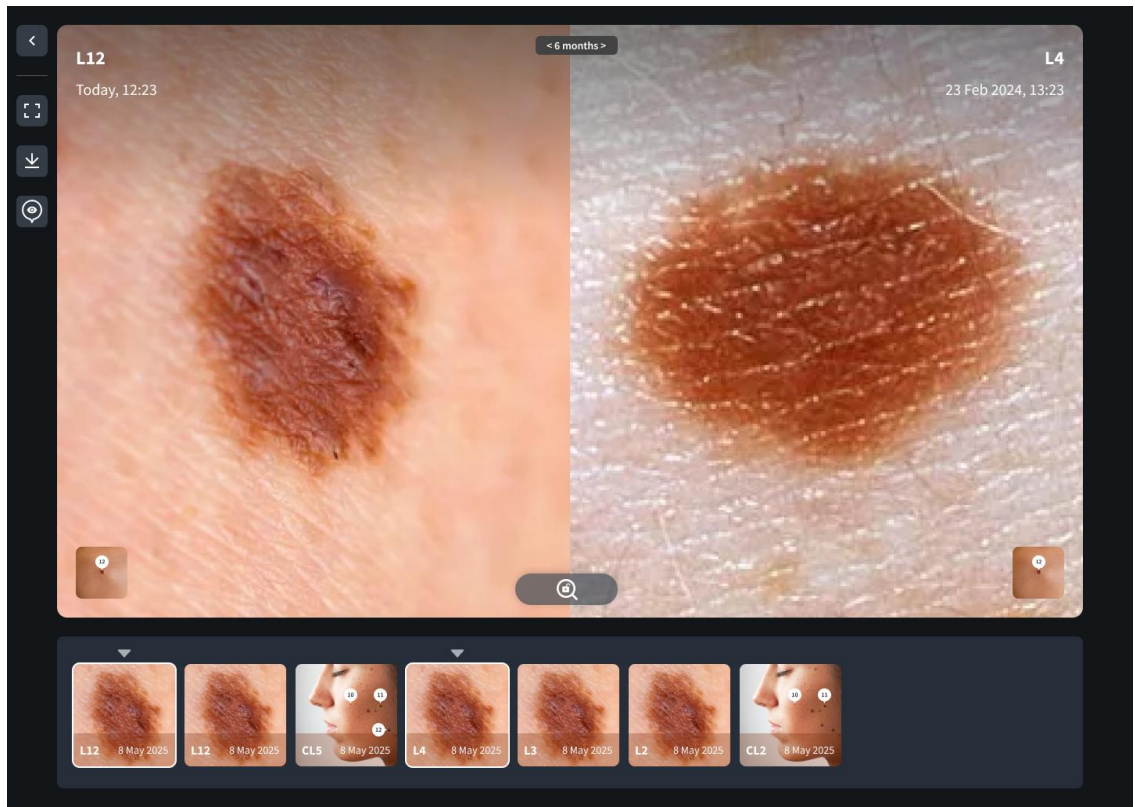 < 6 months >
L12
Today, 12:23
L4
23 Feb 2024, 13:23
12
12
L12 8 May 2025
L12 8 May 2025
10
11
12
CL5 8 May 2025
L4 8 May 2025
L3 8 May 2025
L2 8 May 2025
10
11
CL2 8 May 2025